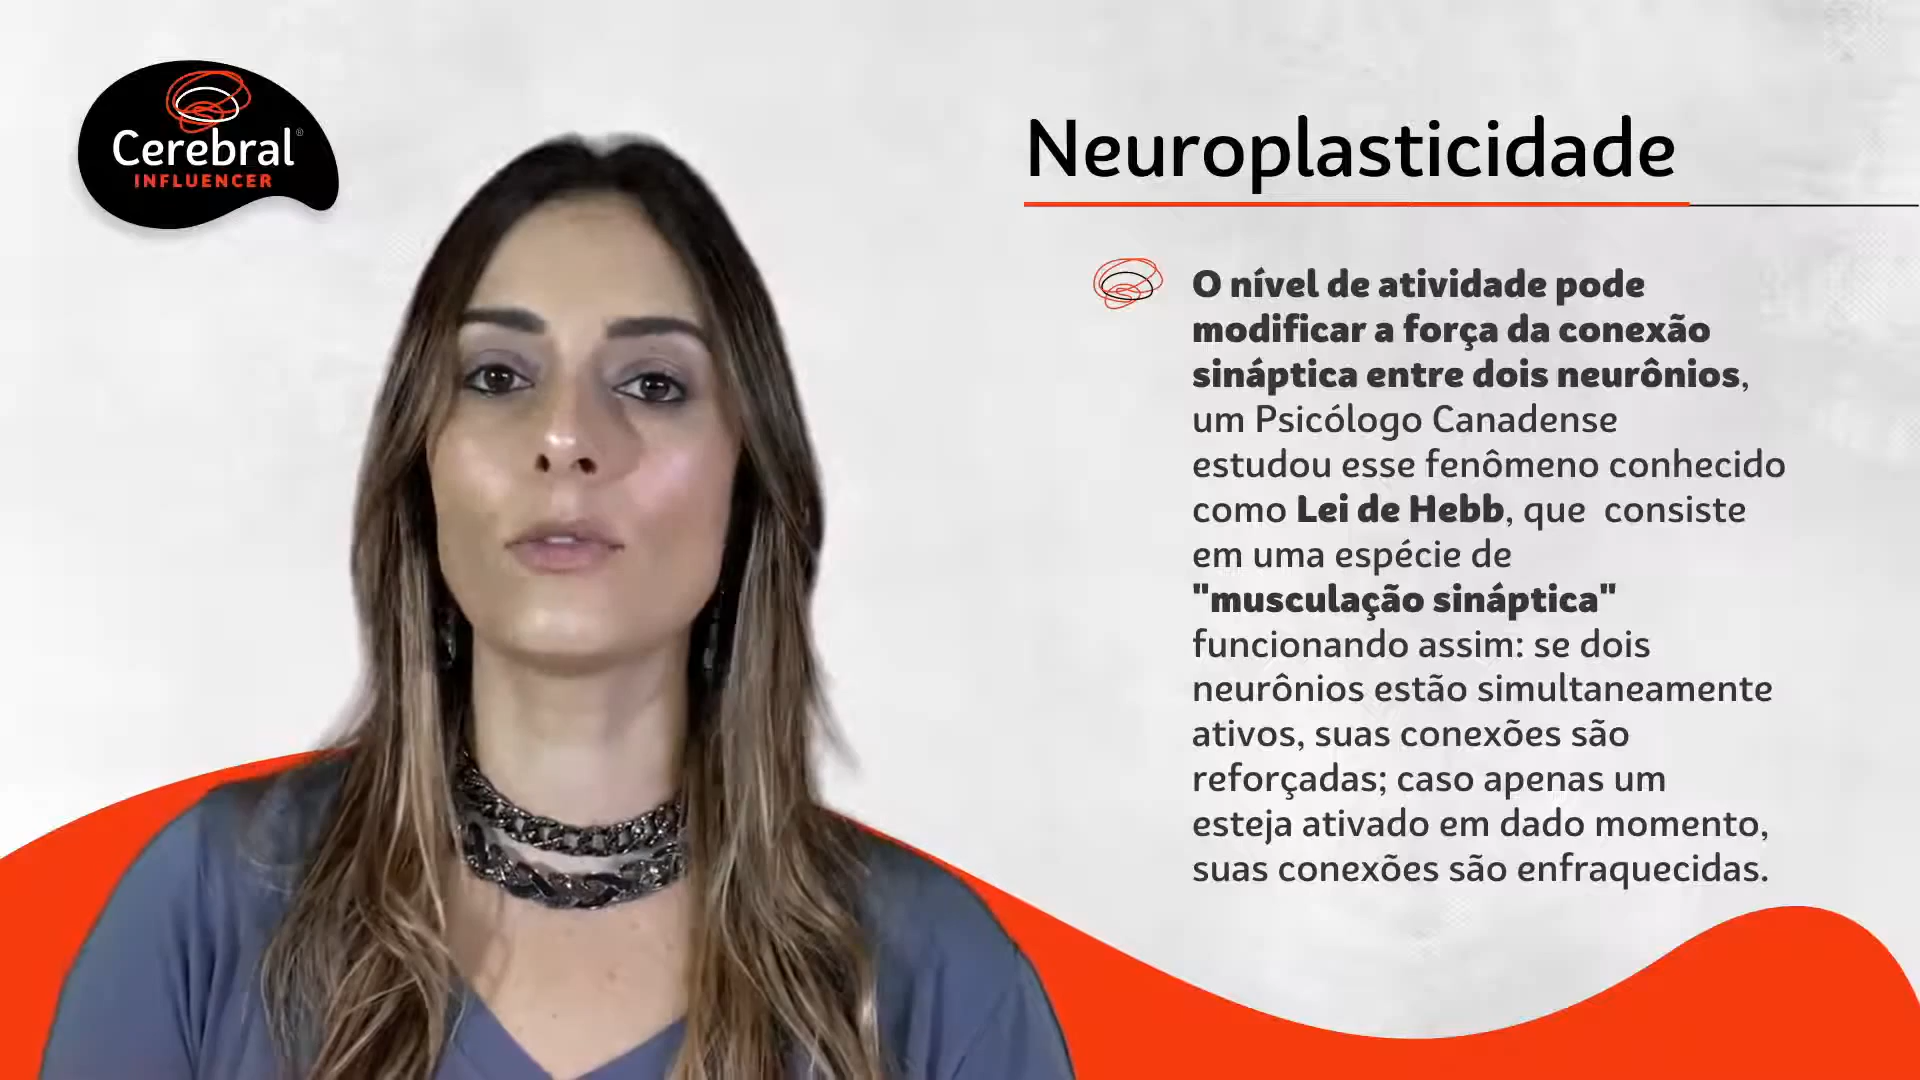 Cerebral®
INFLUENCER
Neuroplasticidade
O nível de atividade pode
modificar a força da conexão
sináptica entre dois neurônios,
um Psicólogo Canadense
estudou esse fenômeno conhecido
como Lei de Hebb, que  consiste
em uma espécie de
"musculação sináptica"
funcionando assim: se dois
neurônios estão simultaneamente
ativos, suas conexões são
reforçadas; caso apenas um
esteja ativado em dado momento,
suas conexões são enfraquecidas.